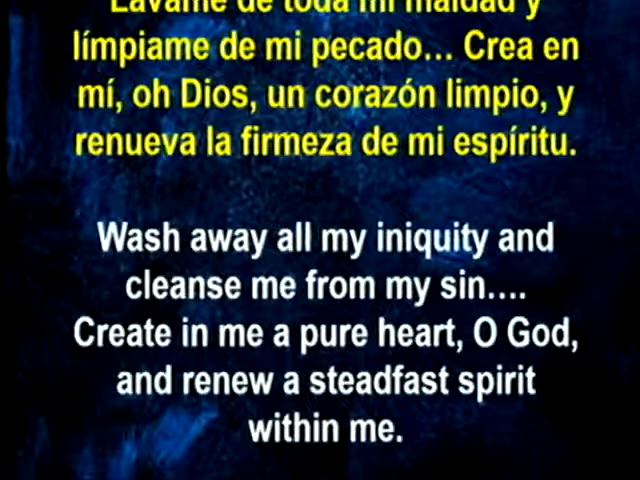 Lávame de toda mi maldad y
límpiame de mi pecado… Crea en
mí, oh Dios, un corazón limpio, y
renueva la firmeza de mi espíritu.
Wash away all my iniquity and
cleanse me from my sin….
Create in me a pure heart, O God,
and renew a steadfast spirit
within me.